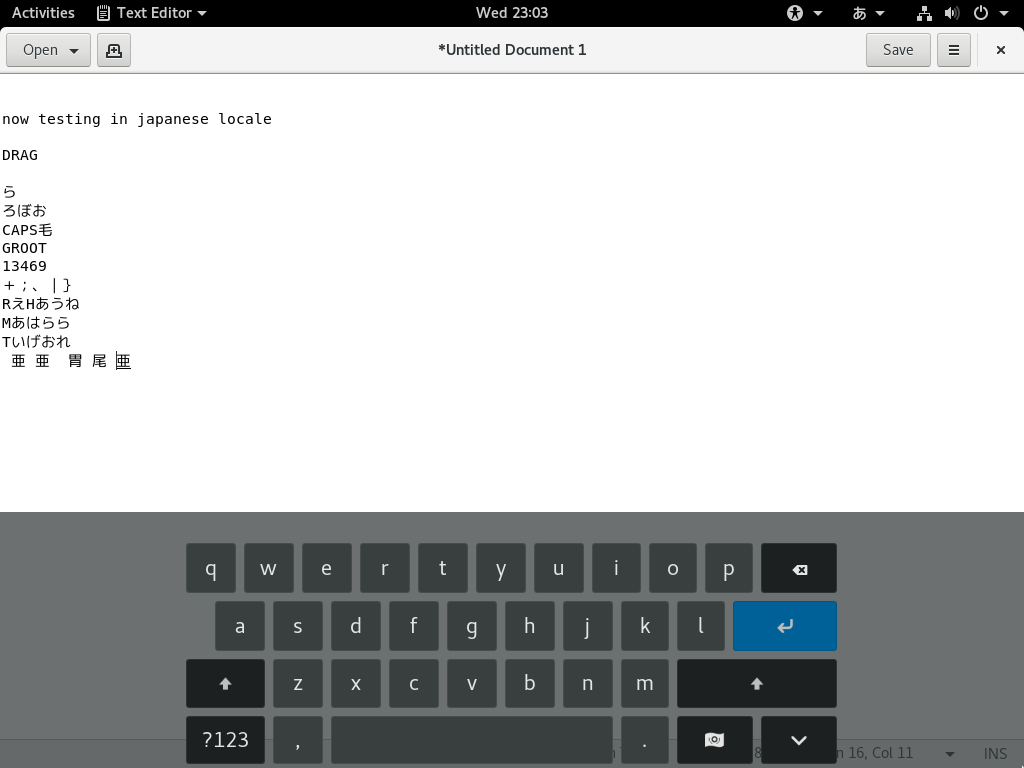 Activities Text Editor Wed 23:03 あ
Open *Untitled Document 1 Save
now testing in japanese locale
DRAG
ら
ろぼお
CAPS毛
GROOT
13469
＋；、｜｝
RえHあうね
Mあはらら
Tいげおれ
亜 亜　胃 尾 亜
q w e r t y u i o p
a s d f g h j k l
z x c v b n m
?123 , .
16, Col 11 INS